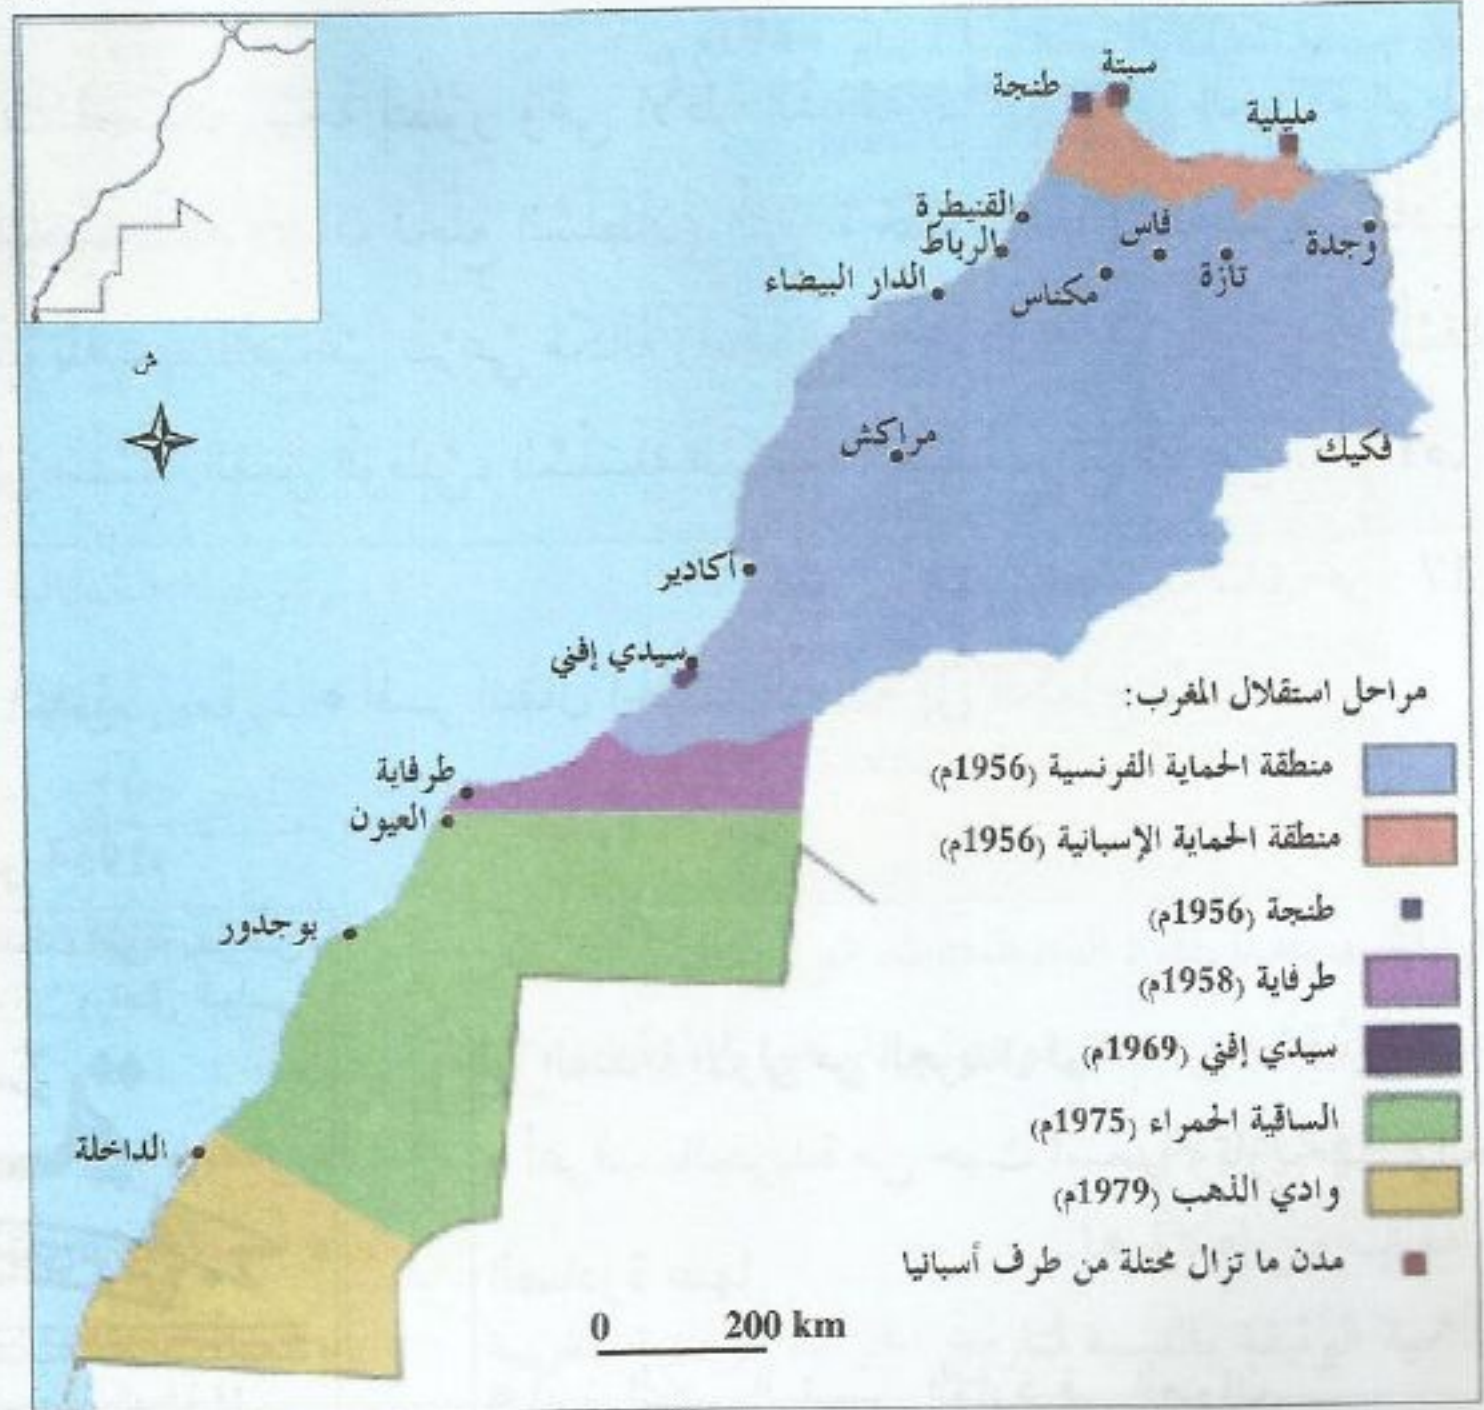 سبتة
طنجة
مليلية
القنيطرة
الرباط
فاس
وجدة
الدار البيضاء
مكناس
تازة
ش
مراكش
فكيك
أكادير
سيدي إفني
مراحل استقلال المغرب:
منطقة الحماية الفرنسية (1956م)
منطقة الحماية الإسبانية (1956م)
طنجة (1956م)
طرفاية (1958م)
سيدي إفني (1969م)
الساقية الحمراء (1975م)
وادي الذهب (1979م)
مدن ما تزال محتلة من طرف أسبانيا
طرفاية
العيون
بوجدور
الداخلة
0 200 km